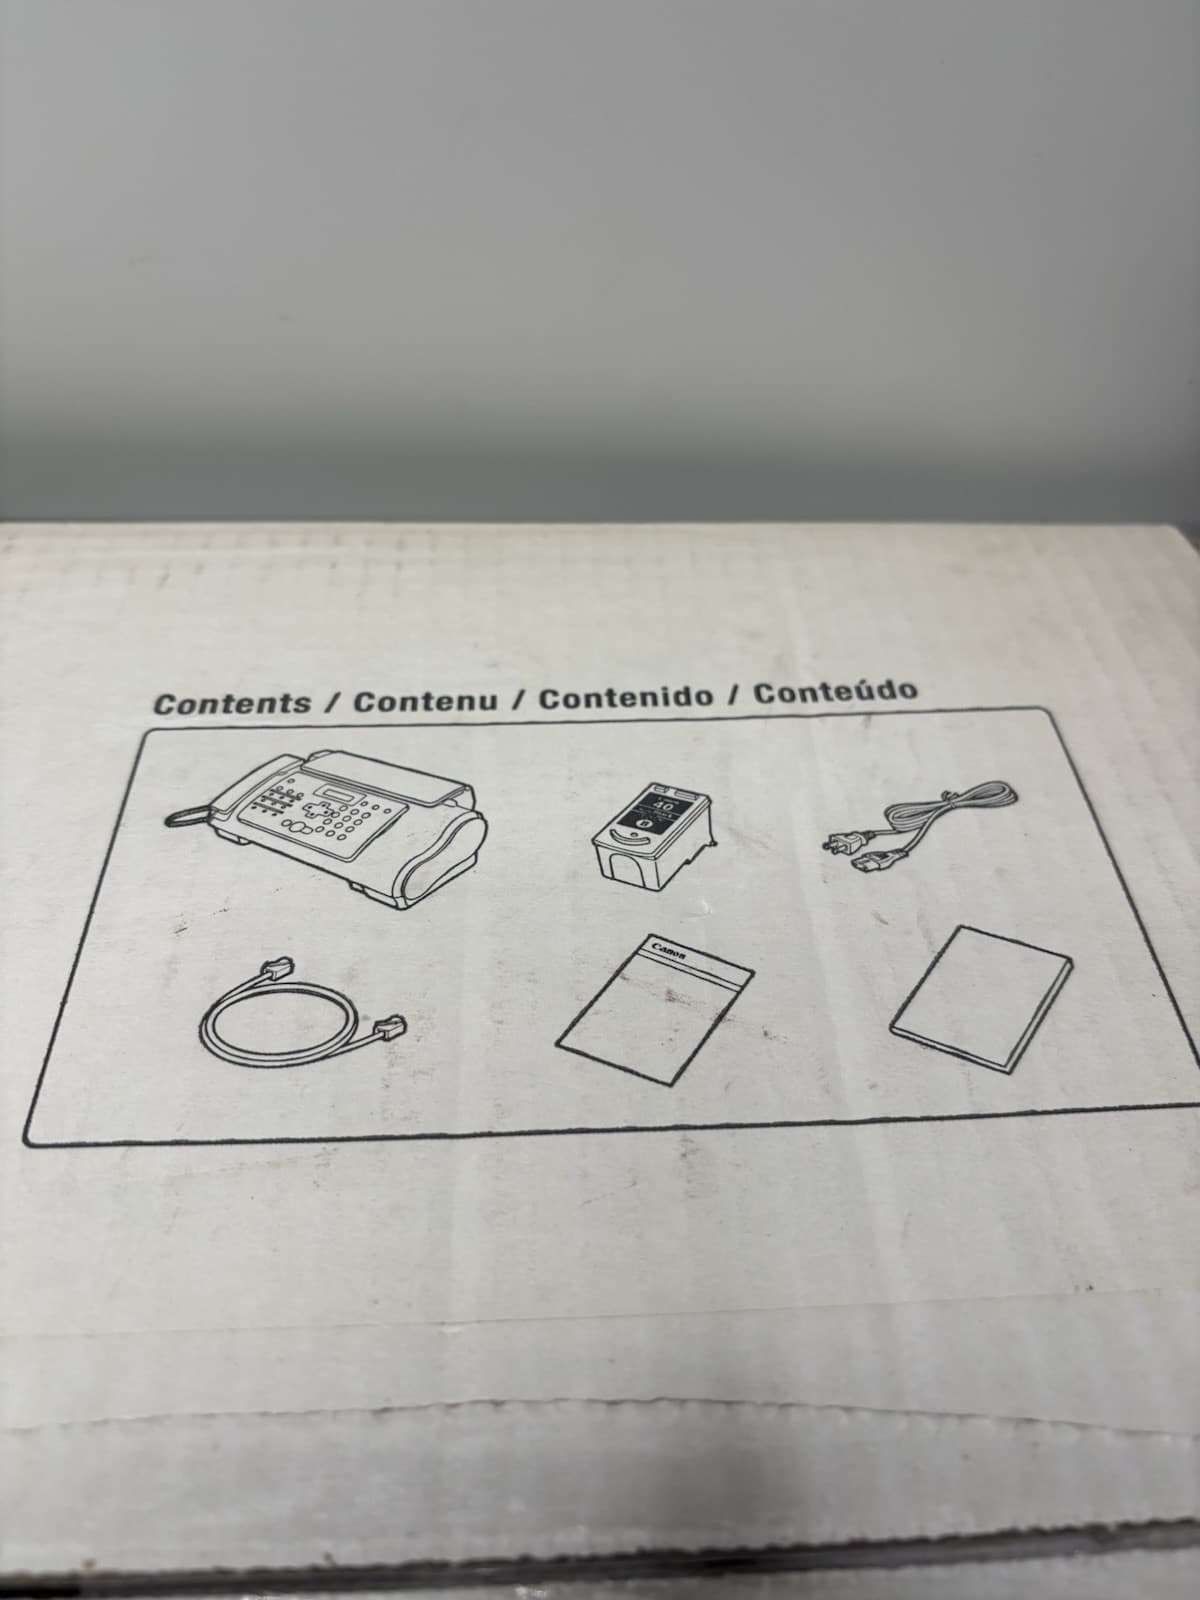 Contents / Contenu / Contenido / Conteúdo
40
Canon